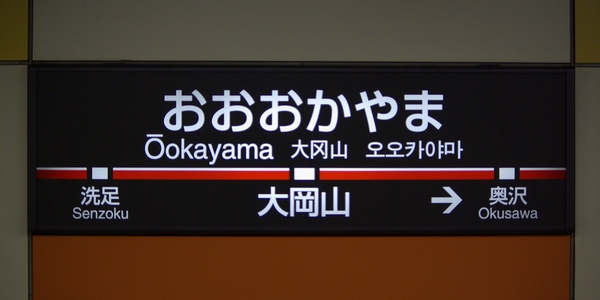 おおおかやま
Ōokayama 大冈山 오오카야마
洗足 大岡山 → 奥沢
Senzoku Okusawa